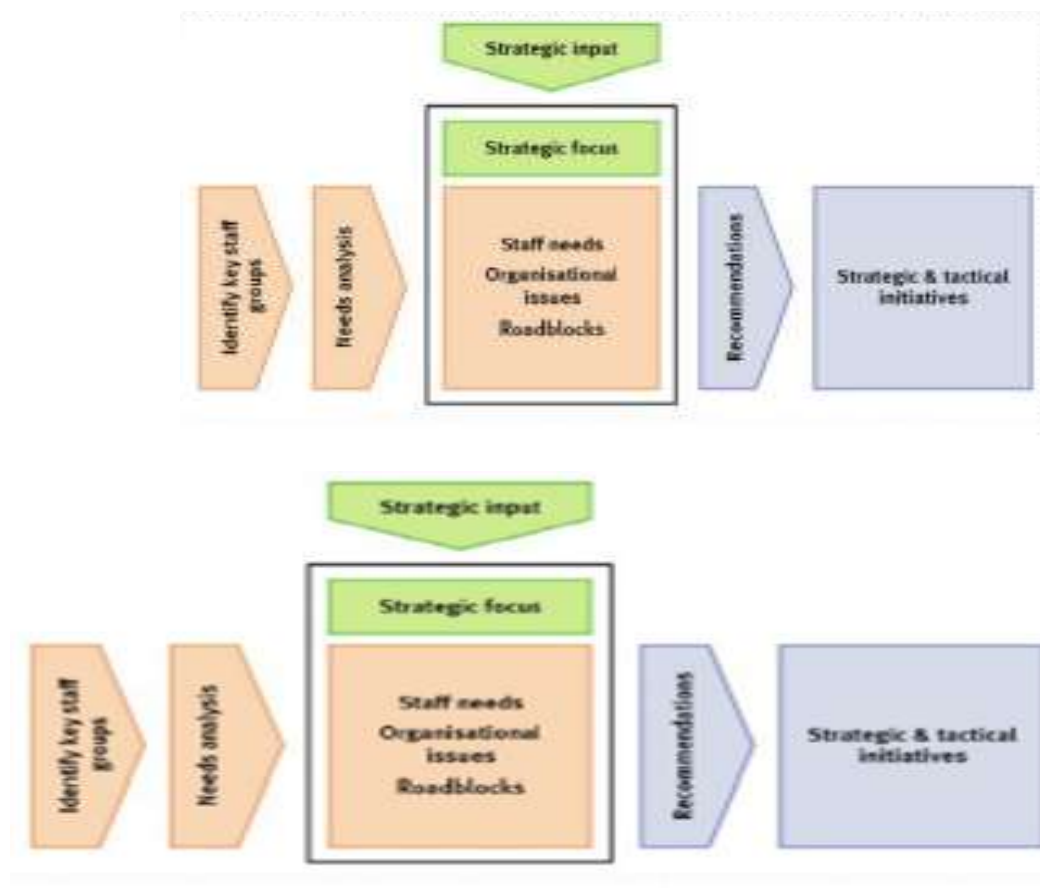 Strategic input
Strategic focus
Identify key staff
groups
Needs analysis
Staff needs
Organisational
issues
Roadblocks
Recommendations
Strategic & tactical
initiatives
Strategic input
Strategic focus
Identify key staff
groups
Needs analysis
Staff needs
Organisational
issues
Roadblocks
Recommendations
Strategic & tactical
initiatives